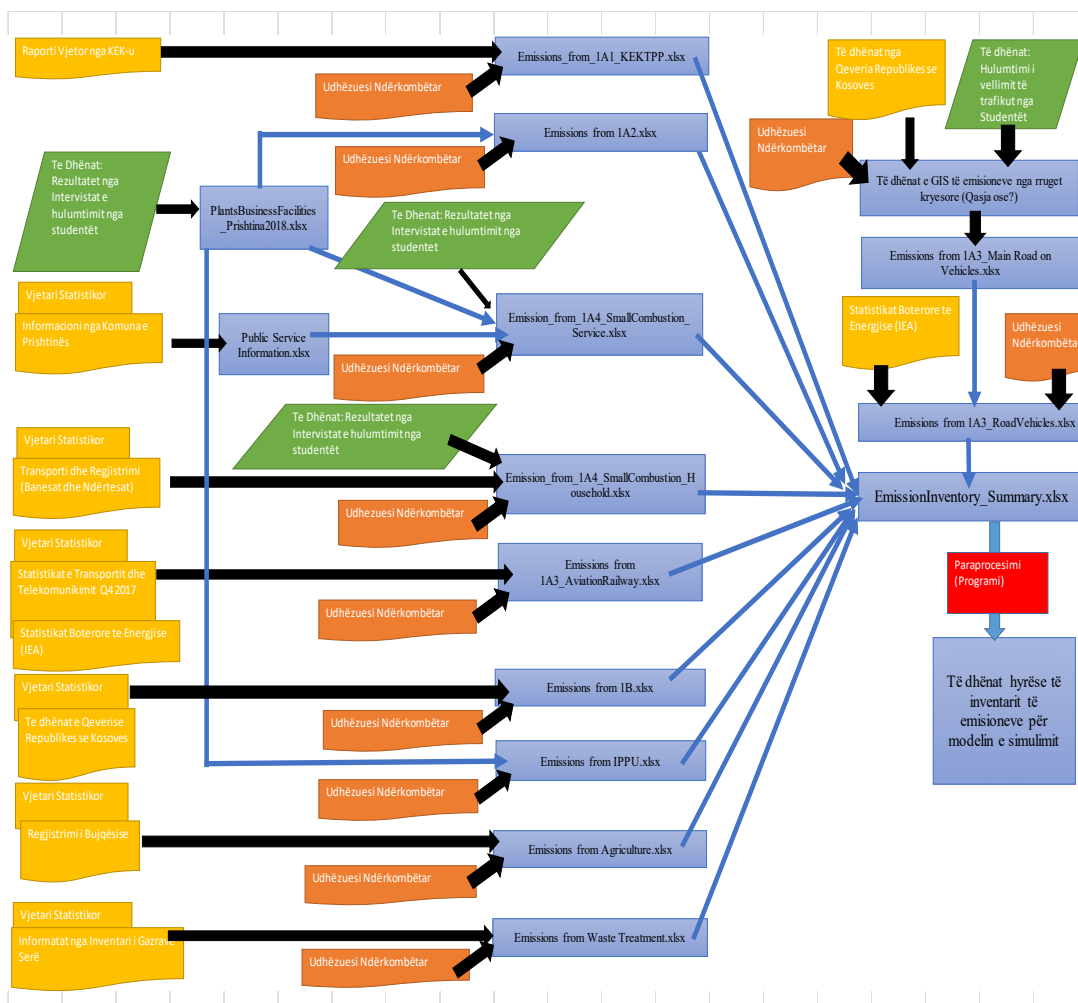 Raporti Vjetor nga KEK-u
Emissions_from_1A1_KEKTPP.xlsx
Udhëzuesi Ndërkombëtar
Emissions from 1A2.xlsx
Udhëzuesi Ndërkombëtar
Te Dhënat:
Rezultatet nga
Intervistat e
hulumtimit nga
studentët
PlantsBusinessFacilities
_Prishtina2018.xlsx
Te Dhenat: Rezultatet nga
Intervistat e hulumtimit nga
studentet
Vjetari Statistikor
Informacioni nga Komuna e
Prishtinës
Public Service
Information.xlsx
Emission_from_1A4_SmallCombustion_
Service.xlsx
Udhëzuesi Ndërkombëtar
Te Dhënat: Rezultatet nga
Intervistat e hulumtimit nga
studentët
Vjetari Statistikor
Transporti dhe Regjistrimi
(Banesat dhe Ndërtesat)
Emission_from_1A4_SmallCombustion_H
ousehold.xlsx
Udhezuesi Ndërkombëtar
Vjetari Statistikor
Statistikat e Transportit dhe
Telekomunikimit Q4 2017
Statistikat Boterore te Energjise
(IEA)
Emissions from
1A3_AviationRailway.xlsx
Udhëzuesi Ndërkombëtar
Vjetari Statistikor
Te dhënat e Qeverise
Republikes se Kosoves
Emissions from 1B.xlsx
Udhëzuesi Ndërkombëtar
Emissions from IPPU.xlsx
Udhëzuesi Ndërkombëtar
Vjetari Statistikor
Regjistrimi i Bujqësise
Emissions from Agriculture.xlsx
Udhëzuesi Ndërkombëtar
Vjetari Statistikor
Informatat nga Inventari i Gazrave
Serë
Emissions from Waste Treatment.xlsx
Udhëzuesi Ndërkombëtar
Të dhënat nga
Qeveria Republikes se
Kosoves
Të dhënat:
Hulumtimi i
vellimit të
trafikut nga
Studentët
Udhëzuesi
Ndërkombëtar
Të dhënat e GIS të emisioneve nga rruget
kryesore (Qasja ose?)
Emissions from 1A3_Main Road on
Vehicles.xlsx
Statistikat Boterore te
Energjise (IEA)
Udhëzuesi
Ndërkombëtar
Emissions from 1A3_RoadVehicles.xlsx
EmissionInventory_Summary.xlsx
Paraprocesimi
(Programi)
Të dhënat hyrëse të
inventarit të
emisioneve për
modelin e simulimit